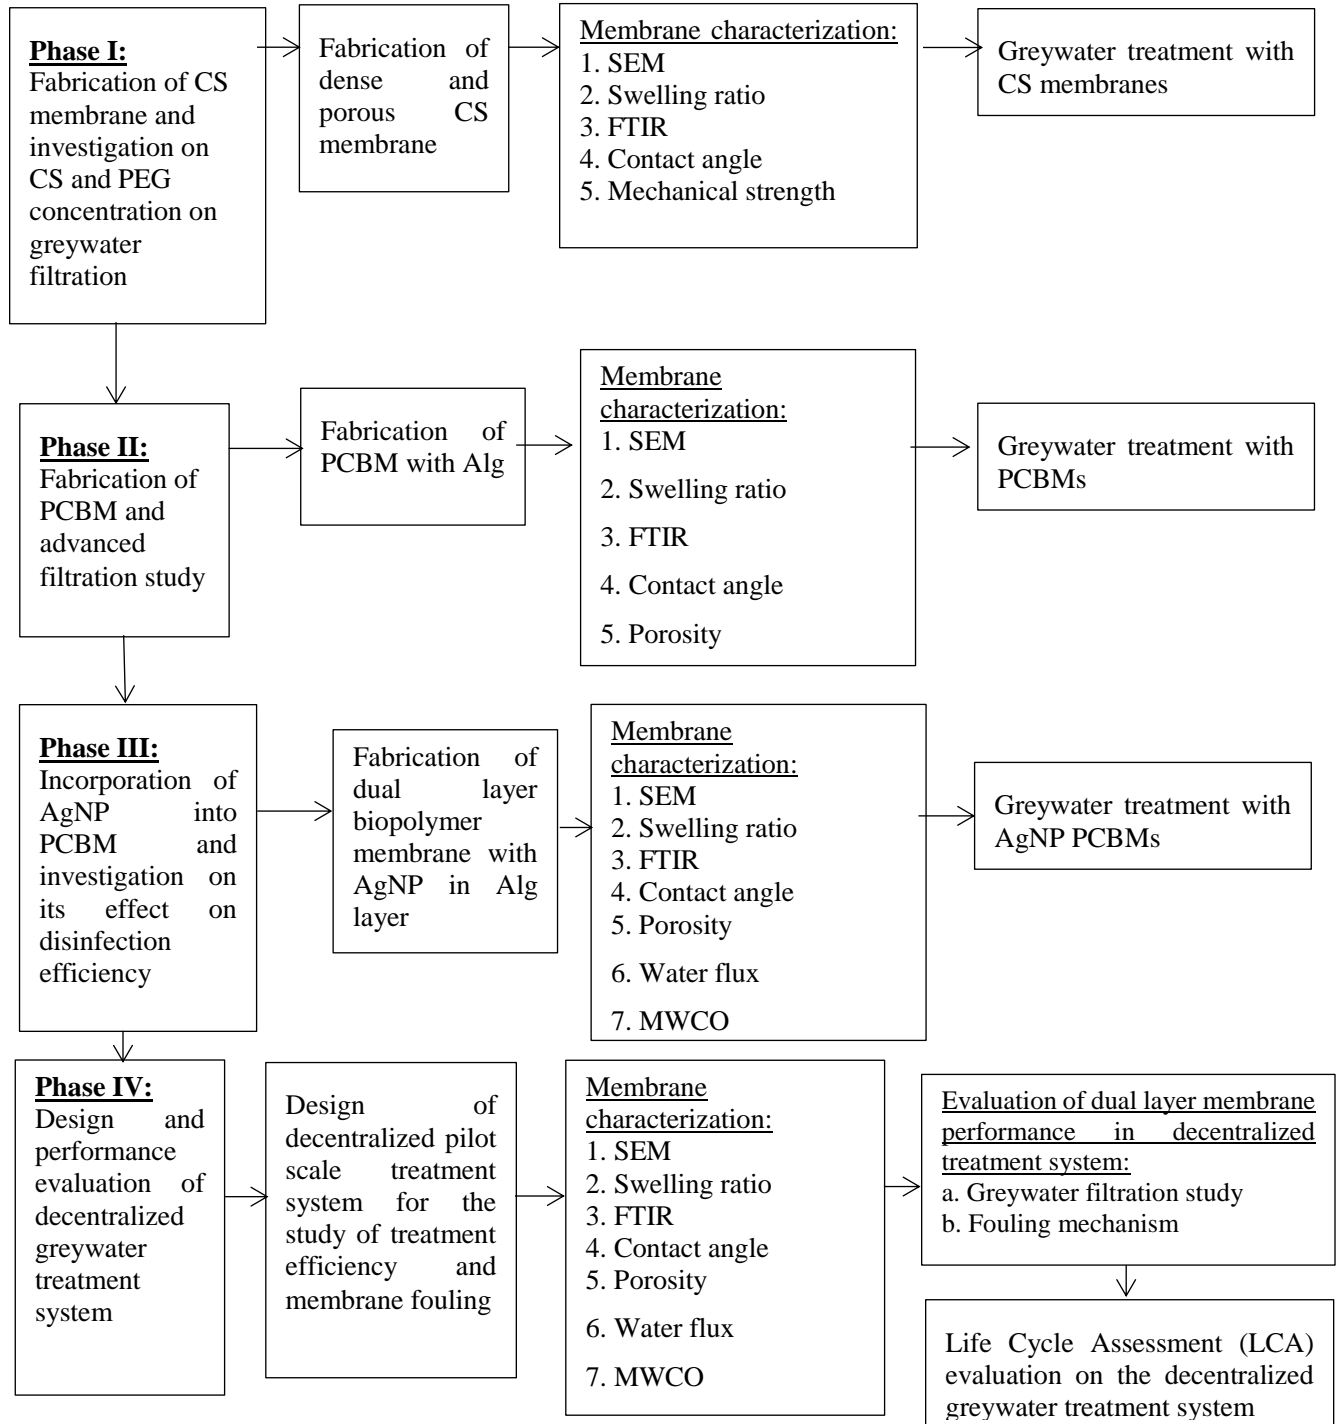 Phase I:
Fabrication of CS
membrane and
investigation on
CS and PEG
concentration on
greywater
filtration
Fabrication of
dense and
porous CS
membrane
Membrane characterization:
1. SEM
2. Swelling ratio
3. FTIR
4. Contact angle
5. Mechanical strength
Greywater treatment with
CS membranes
Phase II:
Fabrication of
PCBM and
advanced
filtration study
Fabrication of
PCBM with Alg
Membrane
characterization:
1. SEM
2. Swelling ratio
3. FTIR
4. Contact angle
5. Porosity
Greywater treatment with
PCBMs
Phase III:
Incorporation of
AgNP into
PCBM and
investigation on
its effect on
disinfection
efficiency
Fabrication of
dual layer
biopolymer
membrane with
AgNP in Alg
layer
Membrane
characterization:
1. SEM
2. Swelling ratio
3. FTIR
4. Contact angle
5. Porosity
6. Water flux
7. MWCO
Greywater treatment with
AgNP PCBMs
Phase IV:
Design and
performance
evaluation of
decentralized
greywater
treatment
system
Design of
decentralized pilot
scale treatment
system for the
study of treatment
efficiency and
membrane fouling
Membrane
characterization:
1. SEM
2. Swelling ratio
3. FTIR
4. Contact angle
5. Porosity
6. Water flux
7. MWCO
Evaluation of dual layer membrane
performance in decentralized
treatment system:
a. Greywater filtration study
b. Fouling mechanism
Life Cycle Assessment (LCA)
evaluation on the decentralized
greywater treatment system